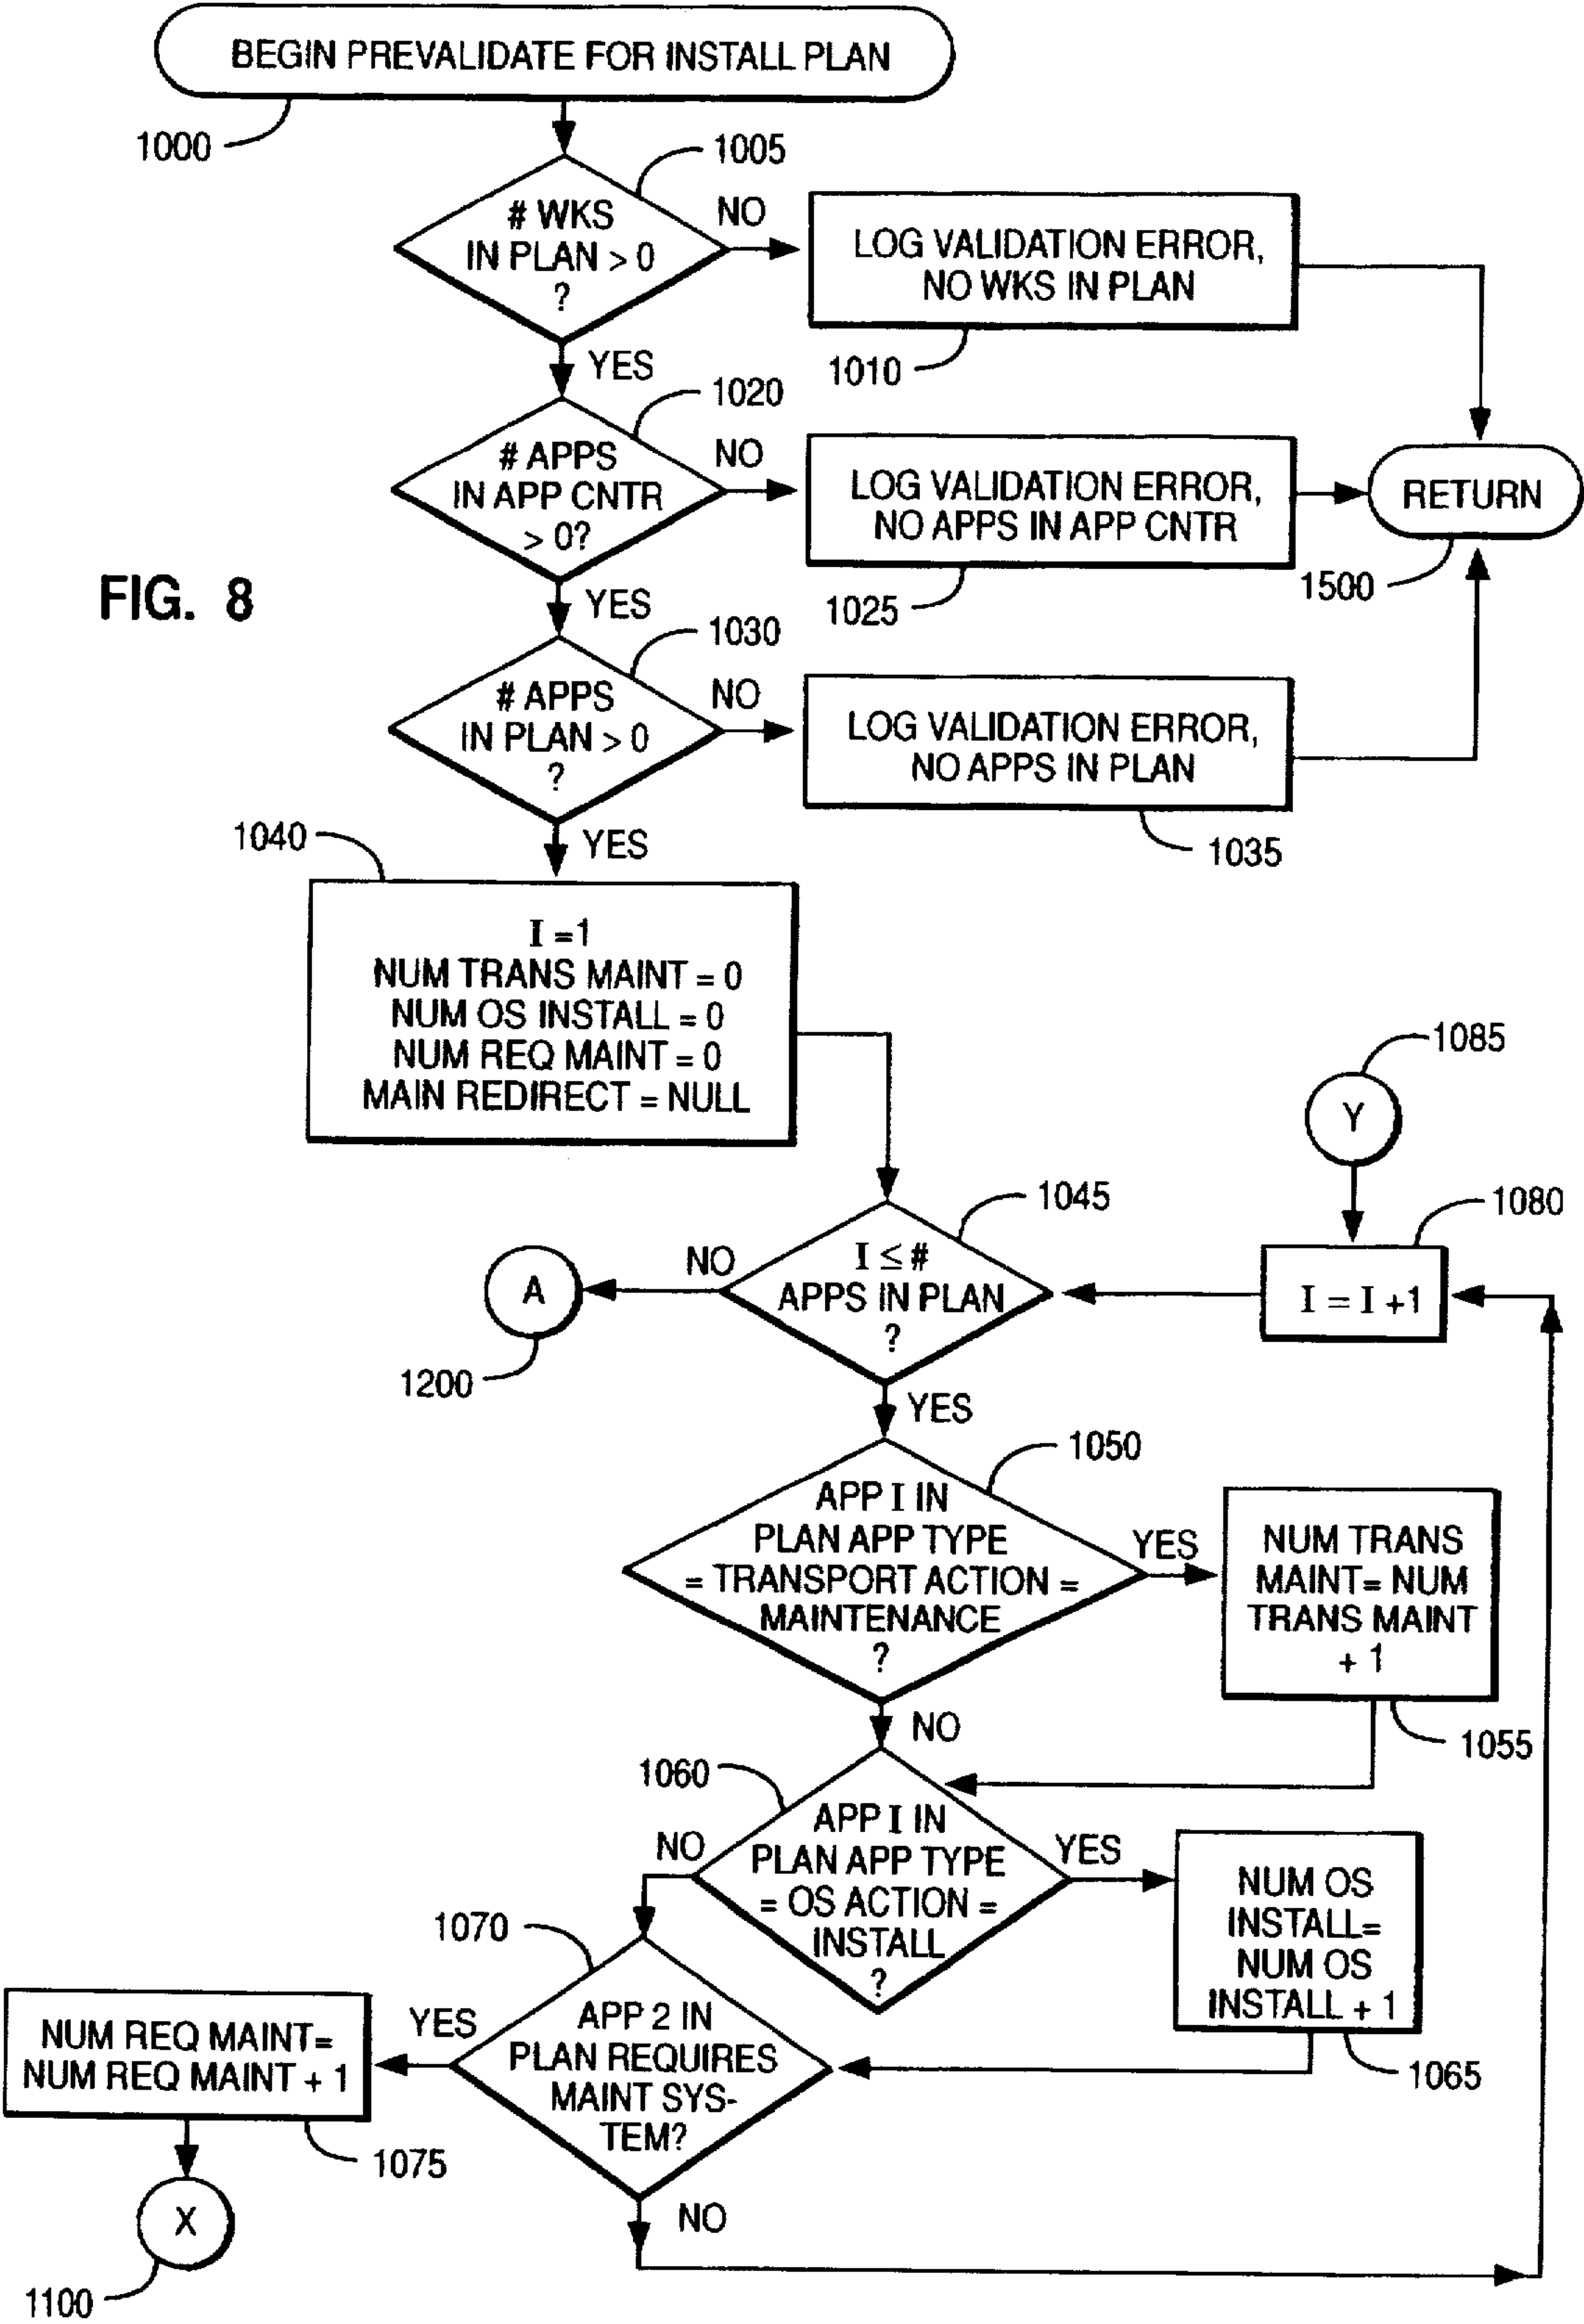 BEGIN PREVALIDATE FOR INSTALL PLAN
1000
1005
# WKS
IN PLAN > 0
?
NO
LOG VALIDATION ERROR,
NO WKS IN PLAN
1010
YES
1020
# APPS
IN APP CNTR
> 0?
NO
LOG VALIDATION ERROR,
NO APPS IN APP CNTR
1025
RETURN
1500
FIG. 8
YES
1030
# APPS
IN PLAN > 0
?
NO
LOG VALIDATION ERROR,
NO APPS IN PLAN
1035
YES
1040
I =1
NUM TRANS MAINT = 0
NUM OS INSTALL = 0
NUM REQ MAINT = 0
MAIN REDIRECT = NULL
1085
Y
1080
I = I +1
1045
I ≤ #
APPS IN PLAN
?
NO
A
1200
YES
1050
APP I IN
PLAN APP TYPE
= TRANSPORT ACTION =
MAINTENANCE
?
YES
NUM TRANS
MAINT= NUM
TRANS MAINT
+ 1
1055
NO
1060
APP I IN
PLAN APP TYPE
= OS ACTION =
INSTALL
?
YES
NUM OS
INSTALL=
NUM OS
INSTALL + 1
1065
NO
1070
APP 2 IN
PLAN REQUIRES
MAINT SYS-
TEM?
YES
NUM REQ MAINT=
NUM REQ MAINT + 1
1075
X
1100
NO